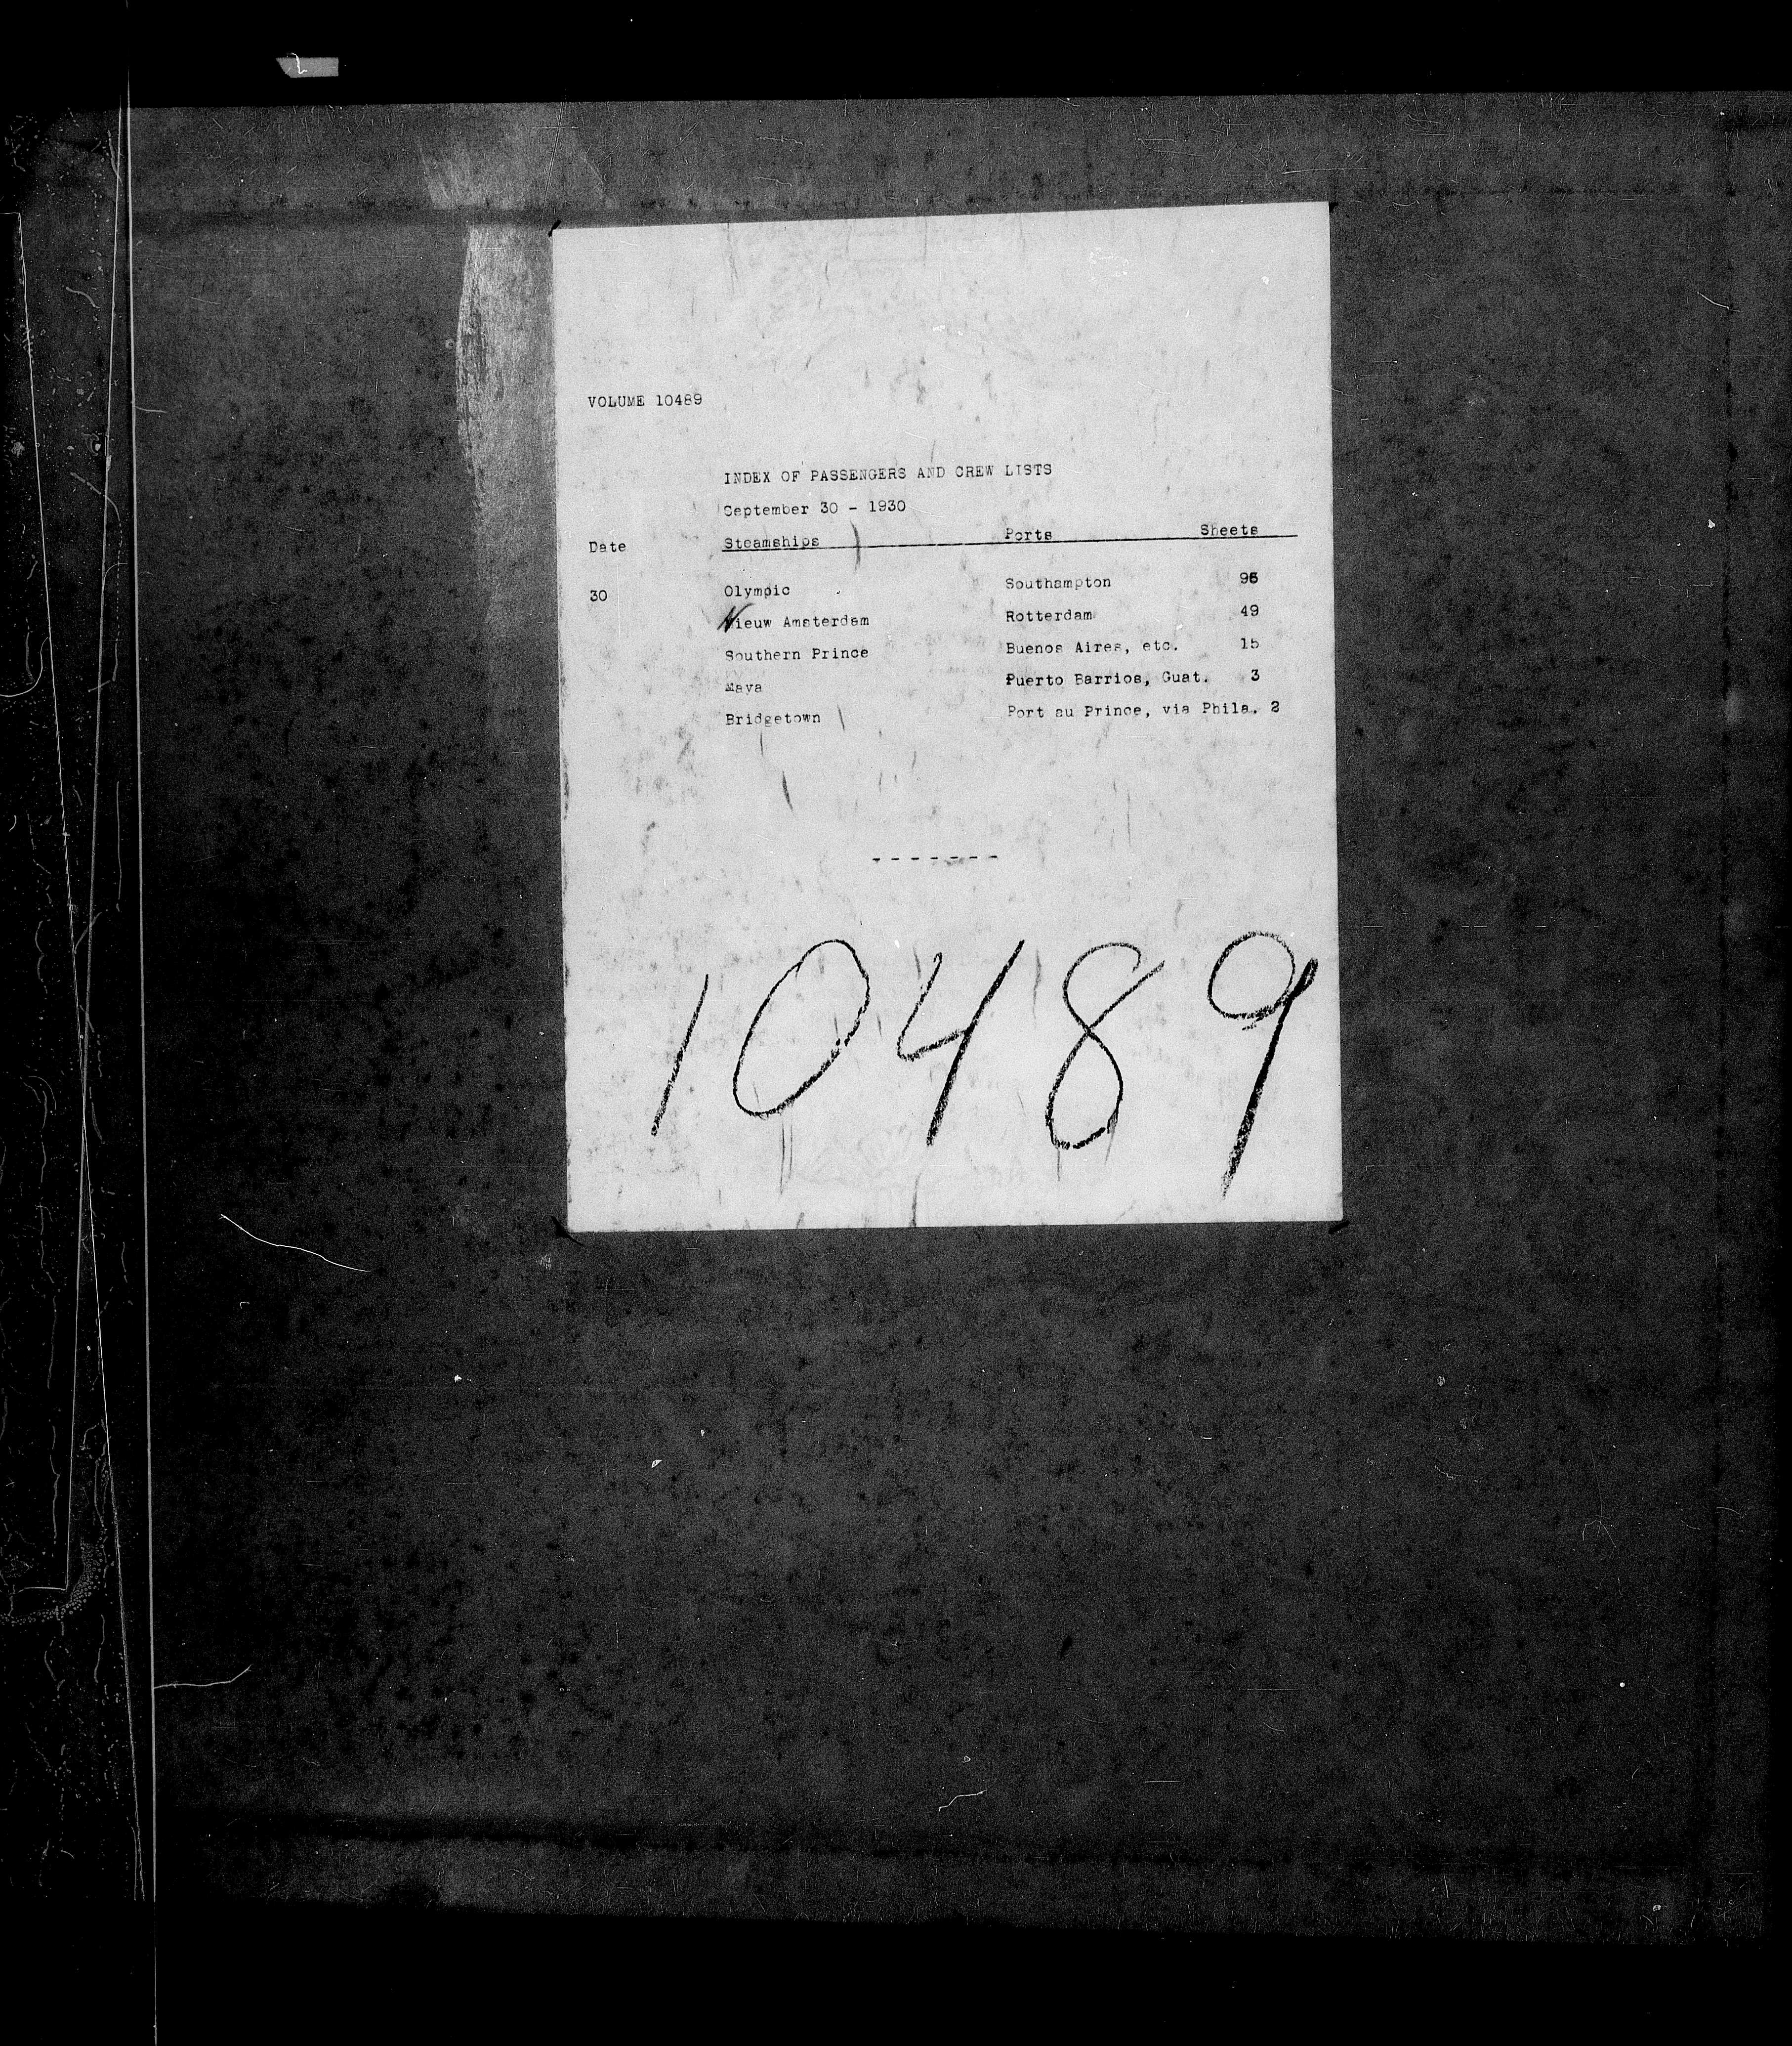 VOLUME 10489
INDEX OF PASSENGERS AND CREW LISTS
September 30 - 1930
Date Steamships Ports Sheets
30 Olympic Southampton
Nieuw Amsterdam Rotterdam 49
Southern Prince Buenos Aires, etc. 15
Maya Puerto Barrios, Guat. 3
Bridgetown Port au Prince, via Phila. 2
- - - - - - -
10489